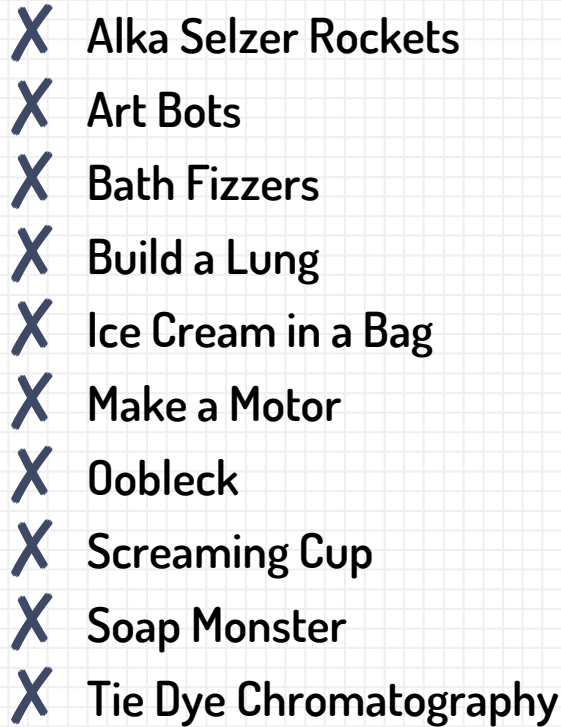 Alka Selzer Rockets
Art Bots
Bath Fizzers
Build a Lung
Ice Cream in a Bag
Make a Motor
Oobleck
Screaming Cup
Soap Monster
Tie Dye Chromatography